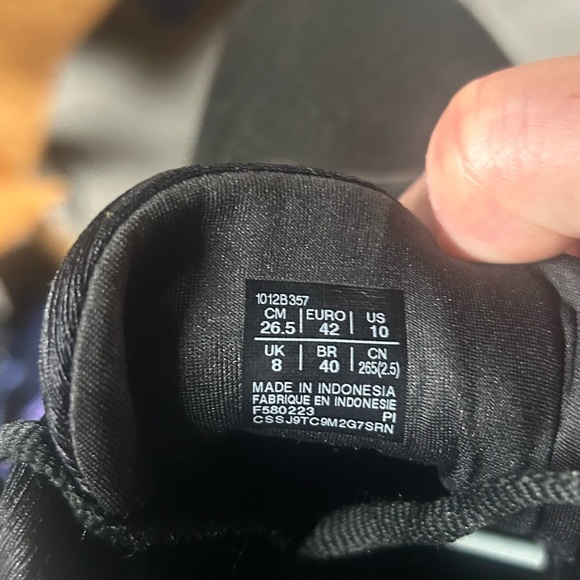 1012B357
CM | EURO | US
26.5 | 42 | 10
UK | BR | CN
8 | 40 | 265(2.5)
MADE IN INDONESIA
FABRIQUE EN INDONESIE
F580223 PI
CSSJ9TC9M2G7SRN